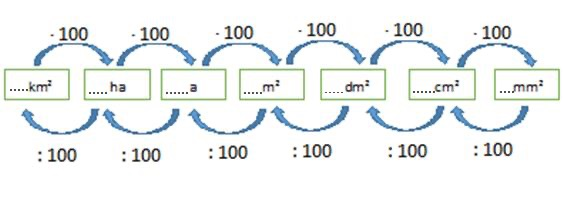 · 100 · 100 · 100 · 100 · 100 · 100
.....km² .....ha .....a .....m² .....dm² .....cm² .....mm²
: 100 : 100 : 100 : 100 : 100 : 100